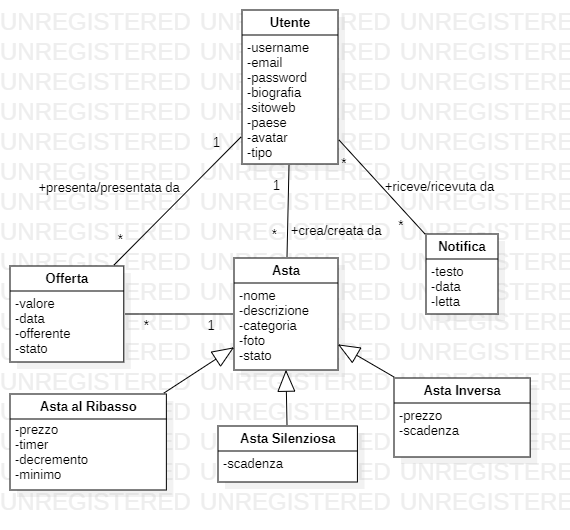 Utente
-username
-email
-password
-biografia
-sitoweb
-paese
-avatar
-tipo
1
1
*
+presenta/presentata da
+riceve/ricevuta da
*
*
+crea/creata da
*
Notifica
-testo
-data
-letta
Offerta
-valore
-data
-offerente
-stato
*
1
Asta
-nome
-descrizione
-categoria
-foto
-stato
Asta al Ribasso
-prezzo
-timer
-decremento
-minimo
Asta Silenziosa
-scadenza
Asta Inversa
-prezzo
-scadenza
UNREGISTERED